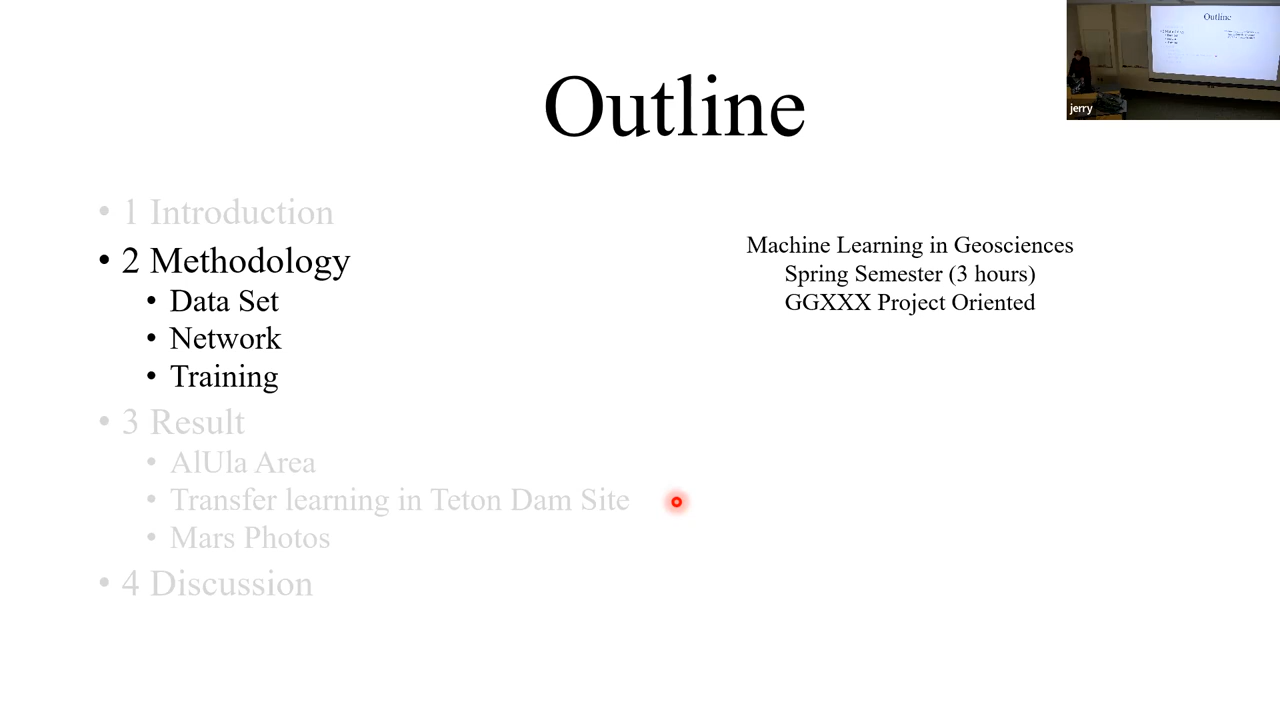 Outline
• 1 Introduction
• 2 Methodology
• Data Set
• Network
• Training
• 3 Result
• AlUla Area
• Transfer learning in Teton Dam Site
• Mars Photos
• 4 Discussion
Machine Learning in Geosciences
Spring Semester (3 hours)
GGXXX Project Oriented
Outline
jerry